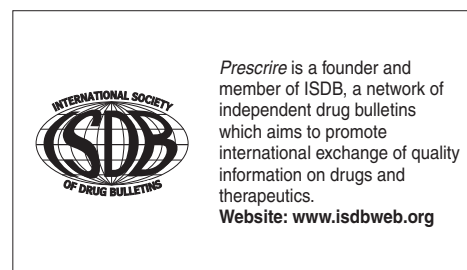 INTERNATIONAL SOCIETY
ISDB
OF DRUG BULLETINS
Prescrire is a founder and
member of ISDB, a network of
independent drug bulletins
which aims to promote
international exchange of quality
information on drugs and
therapeutics.
Website: www.isdbweb.org